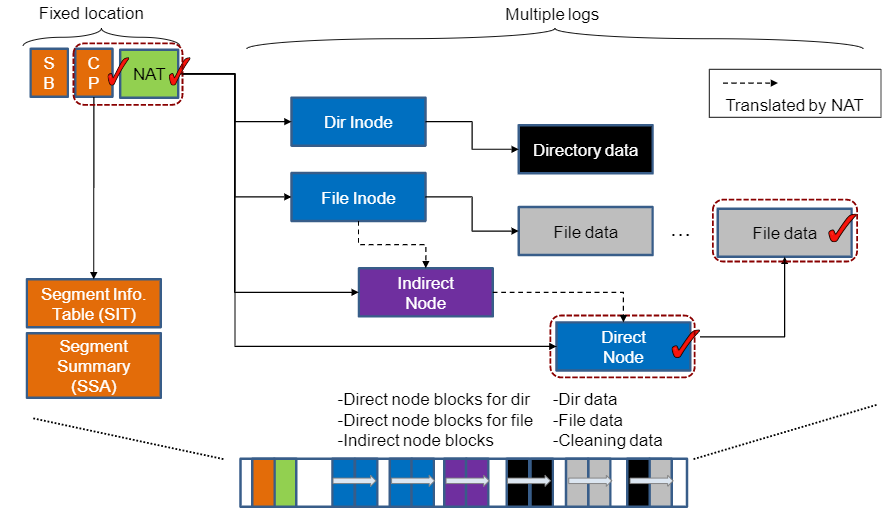 Fixed location
Multiple logs
S
B
C
P
NAT
Translated by NAT
Dir Inode
Directory data
File Inode
File data
...
File data
Indirect
Node
Segment Info.
Table (SIT)
Direct
Node
Segment
Summary
(SSA)
-Direct node blocks for dir
-Direct node blocks for file
-Indirect node blocks
-Dir data
-File data
-Cleaning data